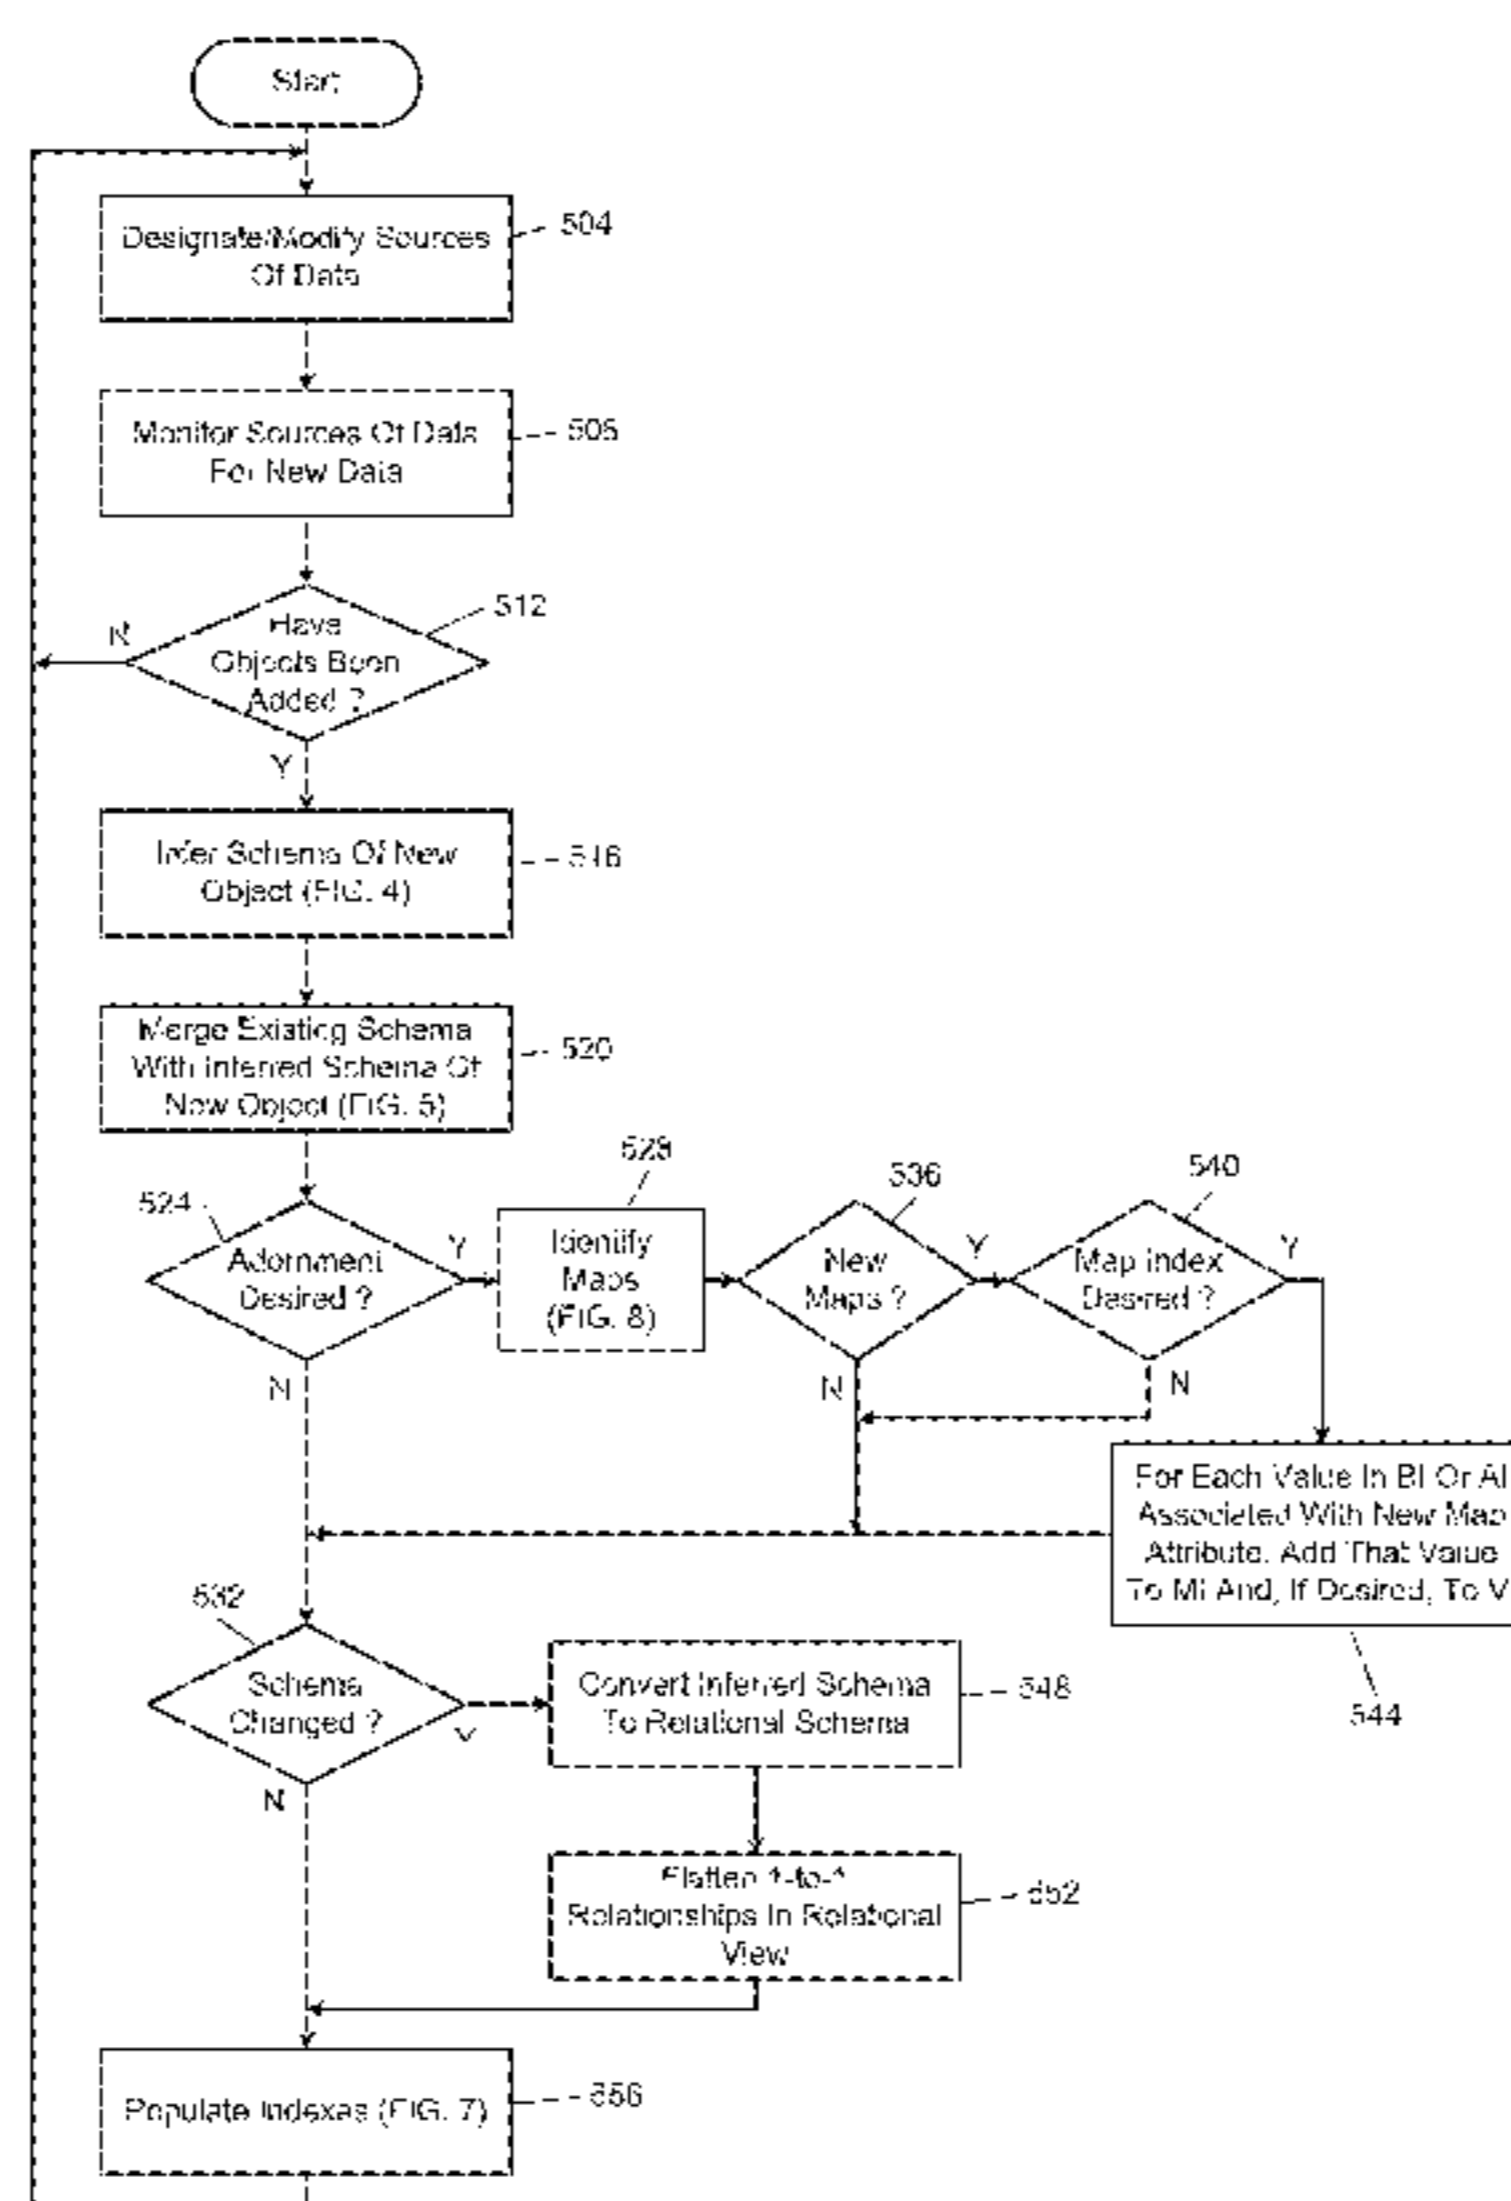 Start
Designate/Modify Sources
Of Data
504
Monitor Sources Of Data
For New Data
508
Have
Objects Been
Added ?
512
N
Y
Infer Schema Of New
Object (FIG. 4)
516
Merge Existing Schema
With Inferred Schema Of
New Object (FIG. 5)
520
524
Adornment
Desired ?
Y
N
528
Identify
Maps
(FIG. 8)
536
New
Maps ?
Y
N
540
Map Index
Desired ?
Y
N
For Each Value In BI Or AI
Associated With New Map
Attribute, Add That Value
To MI And, If Desired, To V
544
532
Schema
Changed ?
Y
N
Convert Inferred Schema
To Relational Schema
548
Flatten 1-to-1
Relationships In Relational
View
552
Populate Indexes (FIG. 7)
556